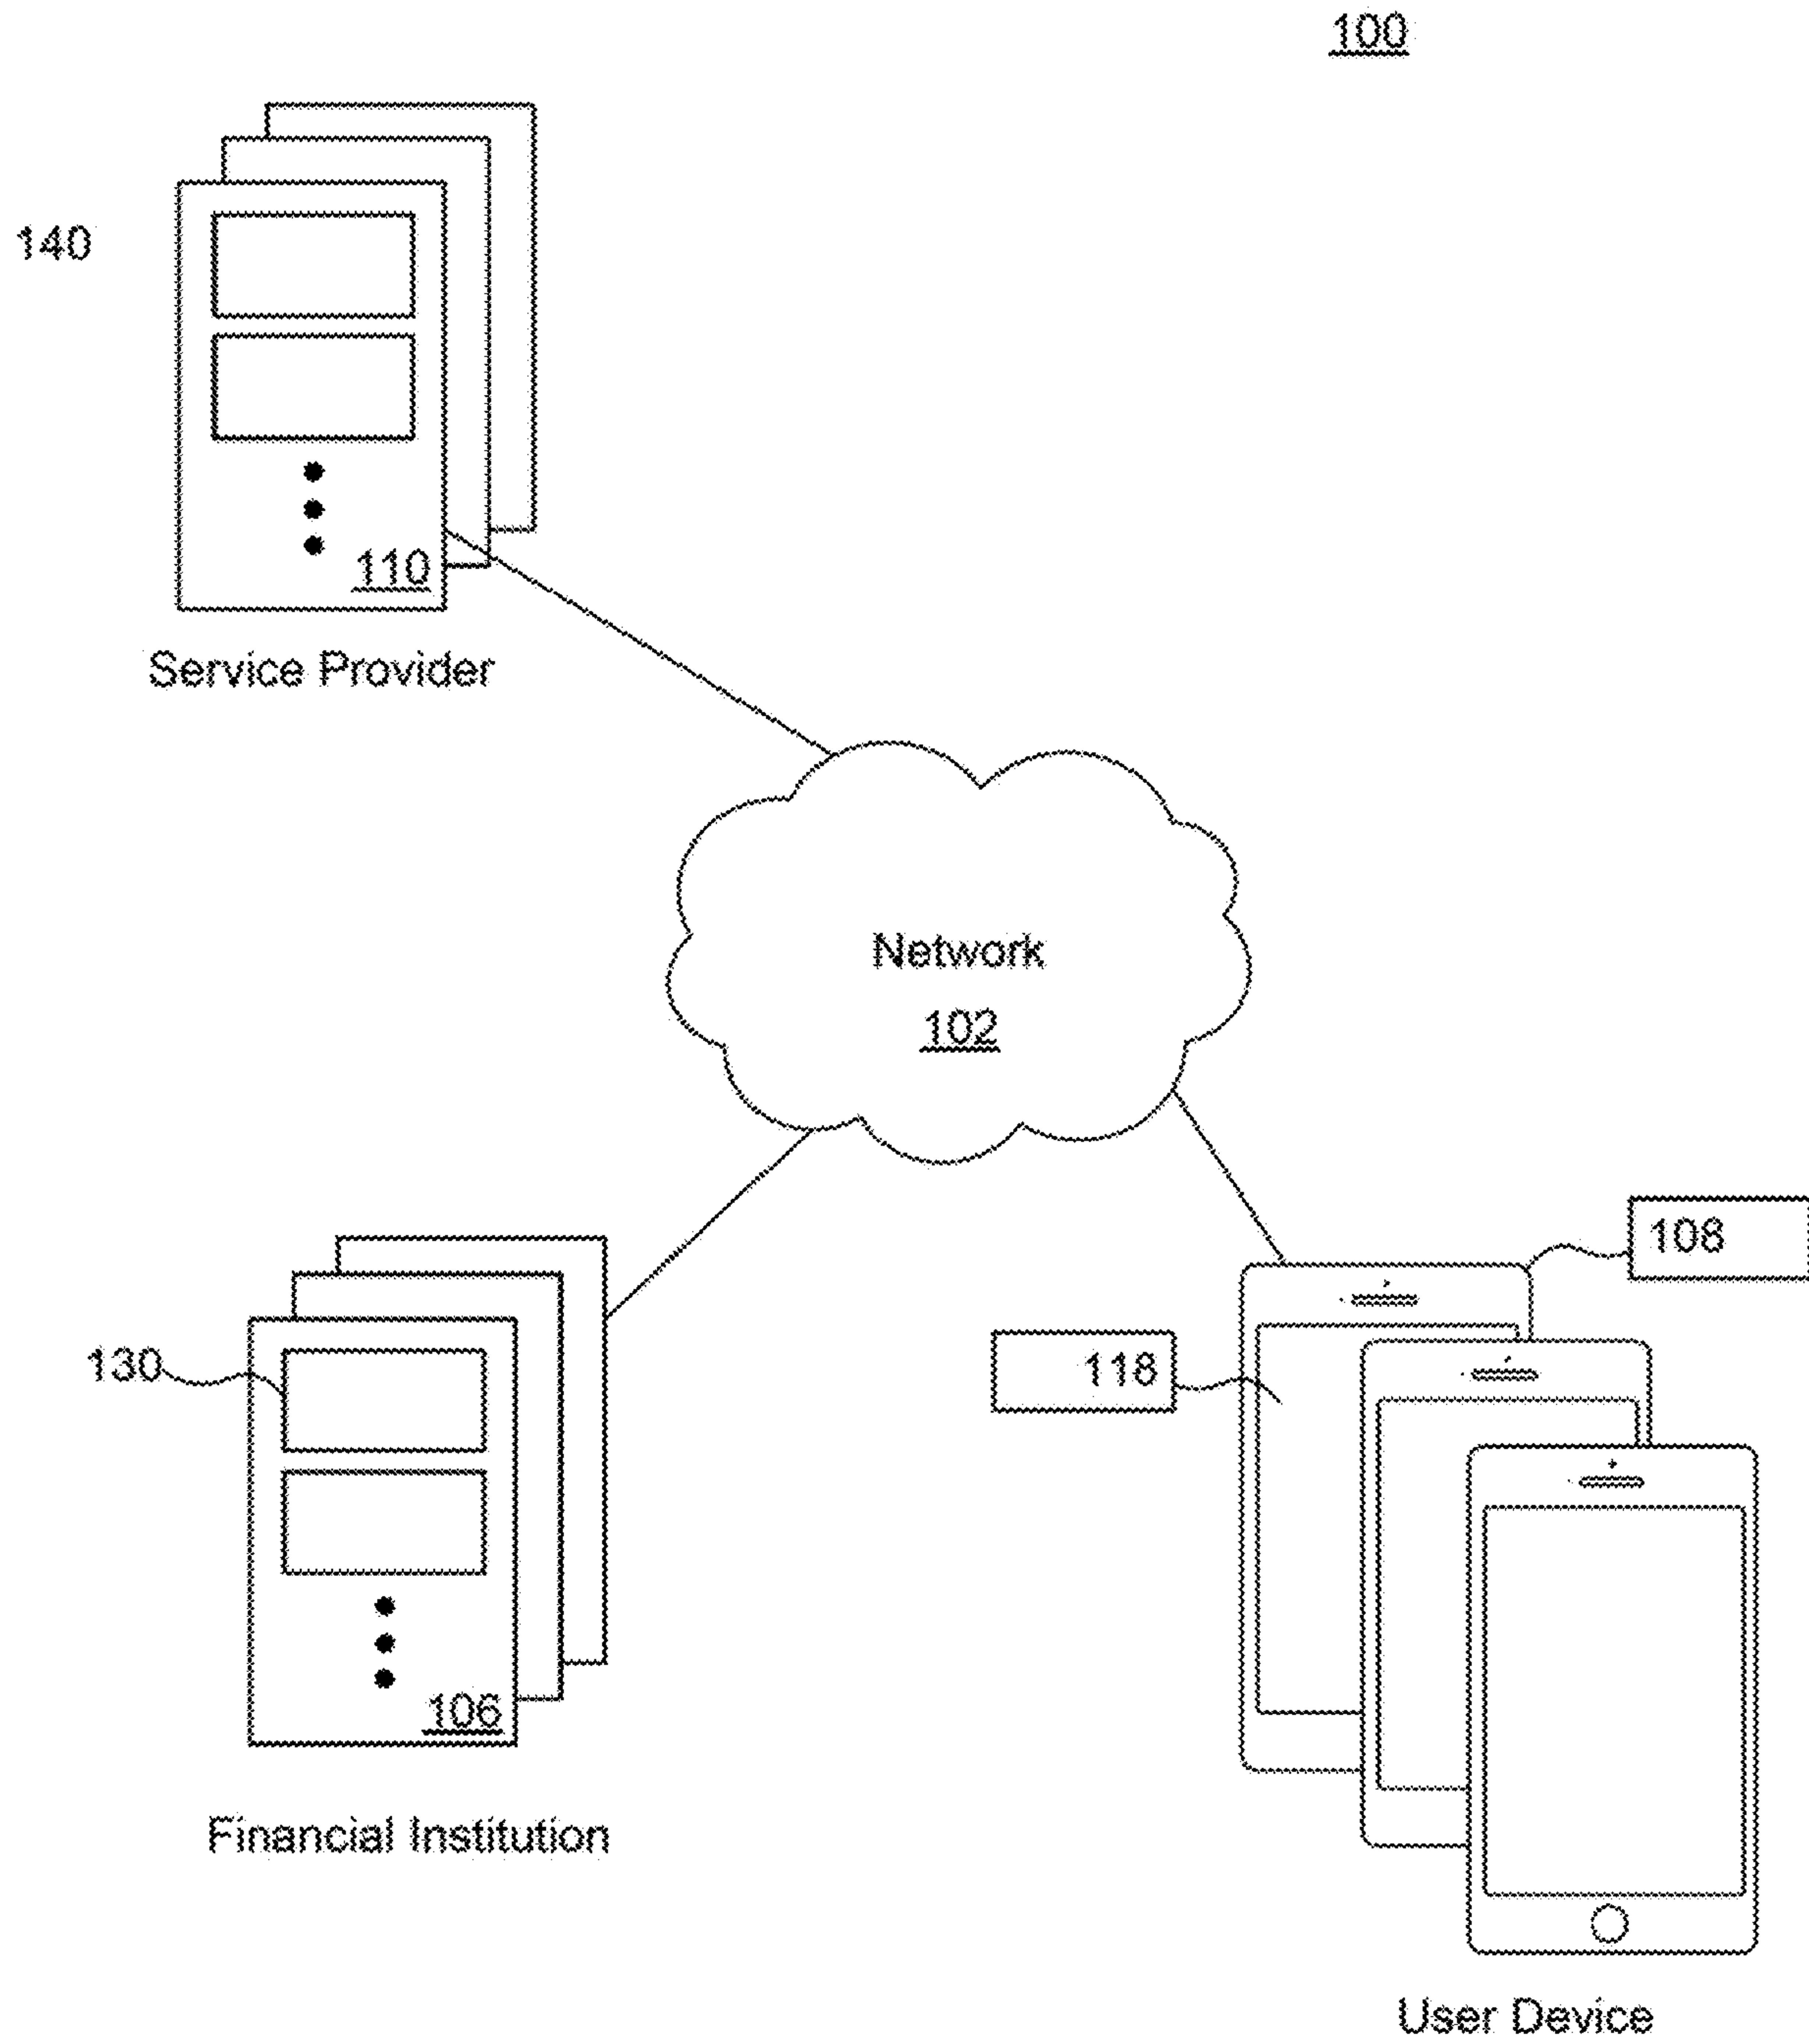 100
140
110
Service Provider
Network
102
108
118
130
106
Financial Institution
User Device